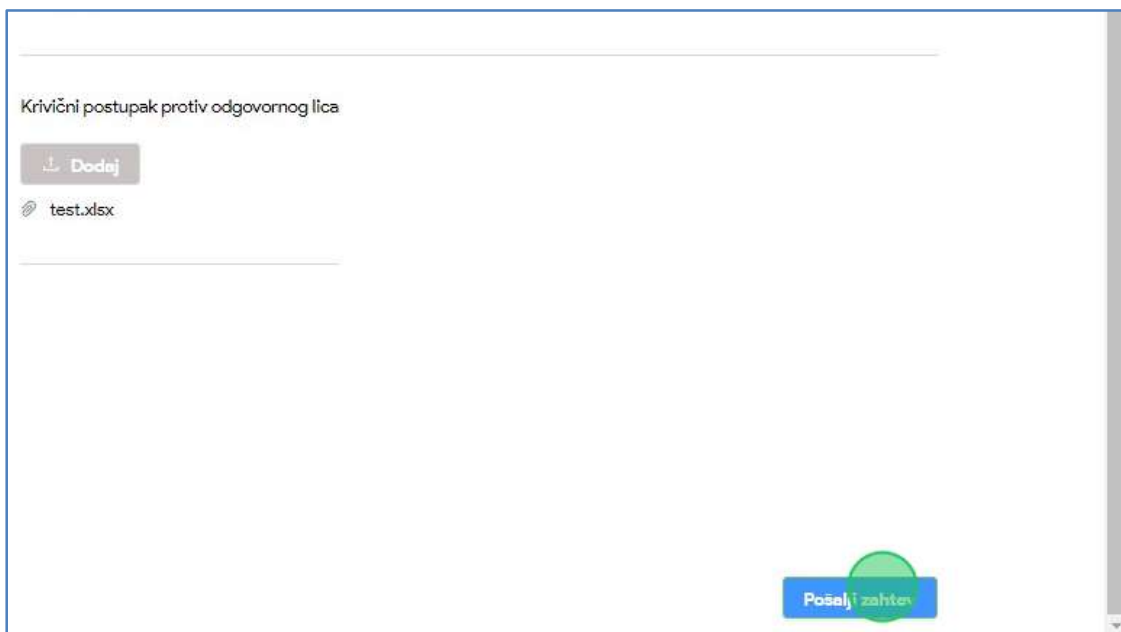 Krivični postupak protiv odgovornog lica
Dodaj
test.xlsx
Pošalji zahtev